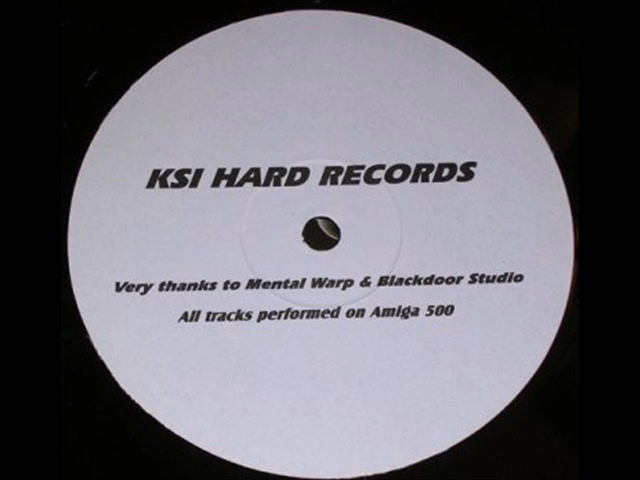 KSI HARD RECORDS
Very thanks to Mental Warp & Blackdoor Studio
All tracks performed on Amiga 500